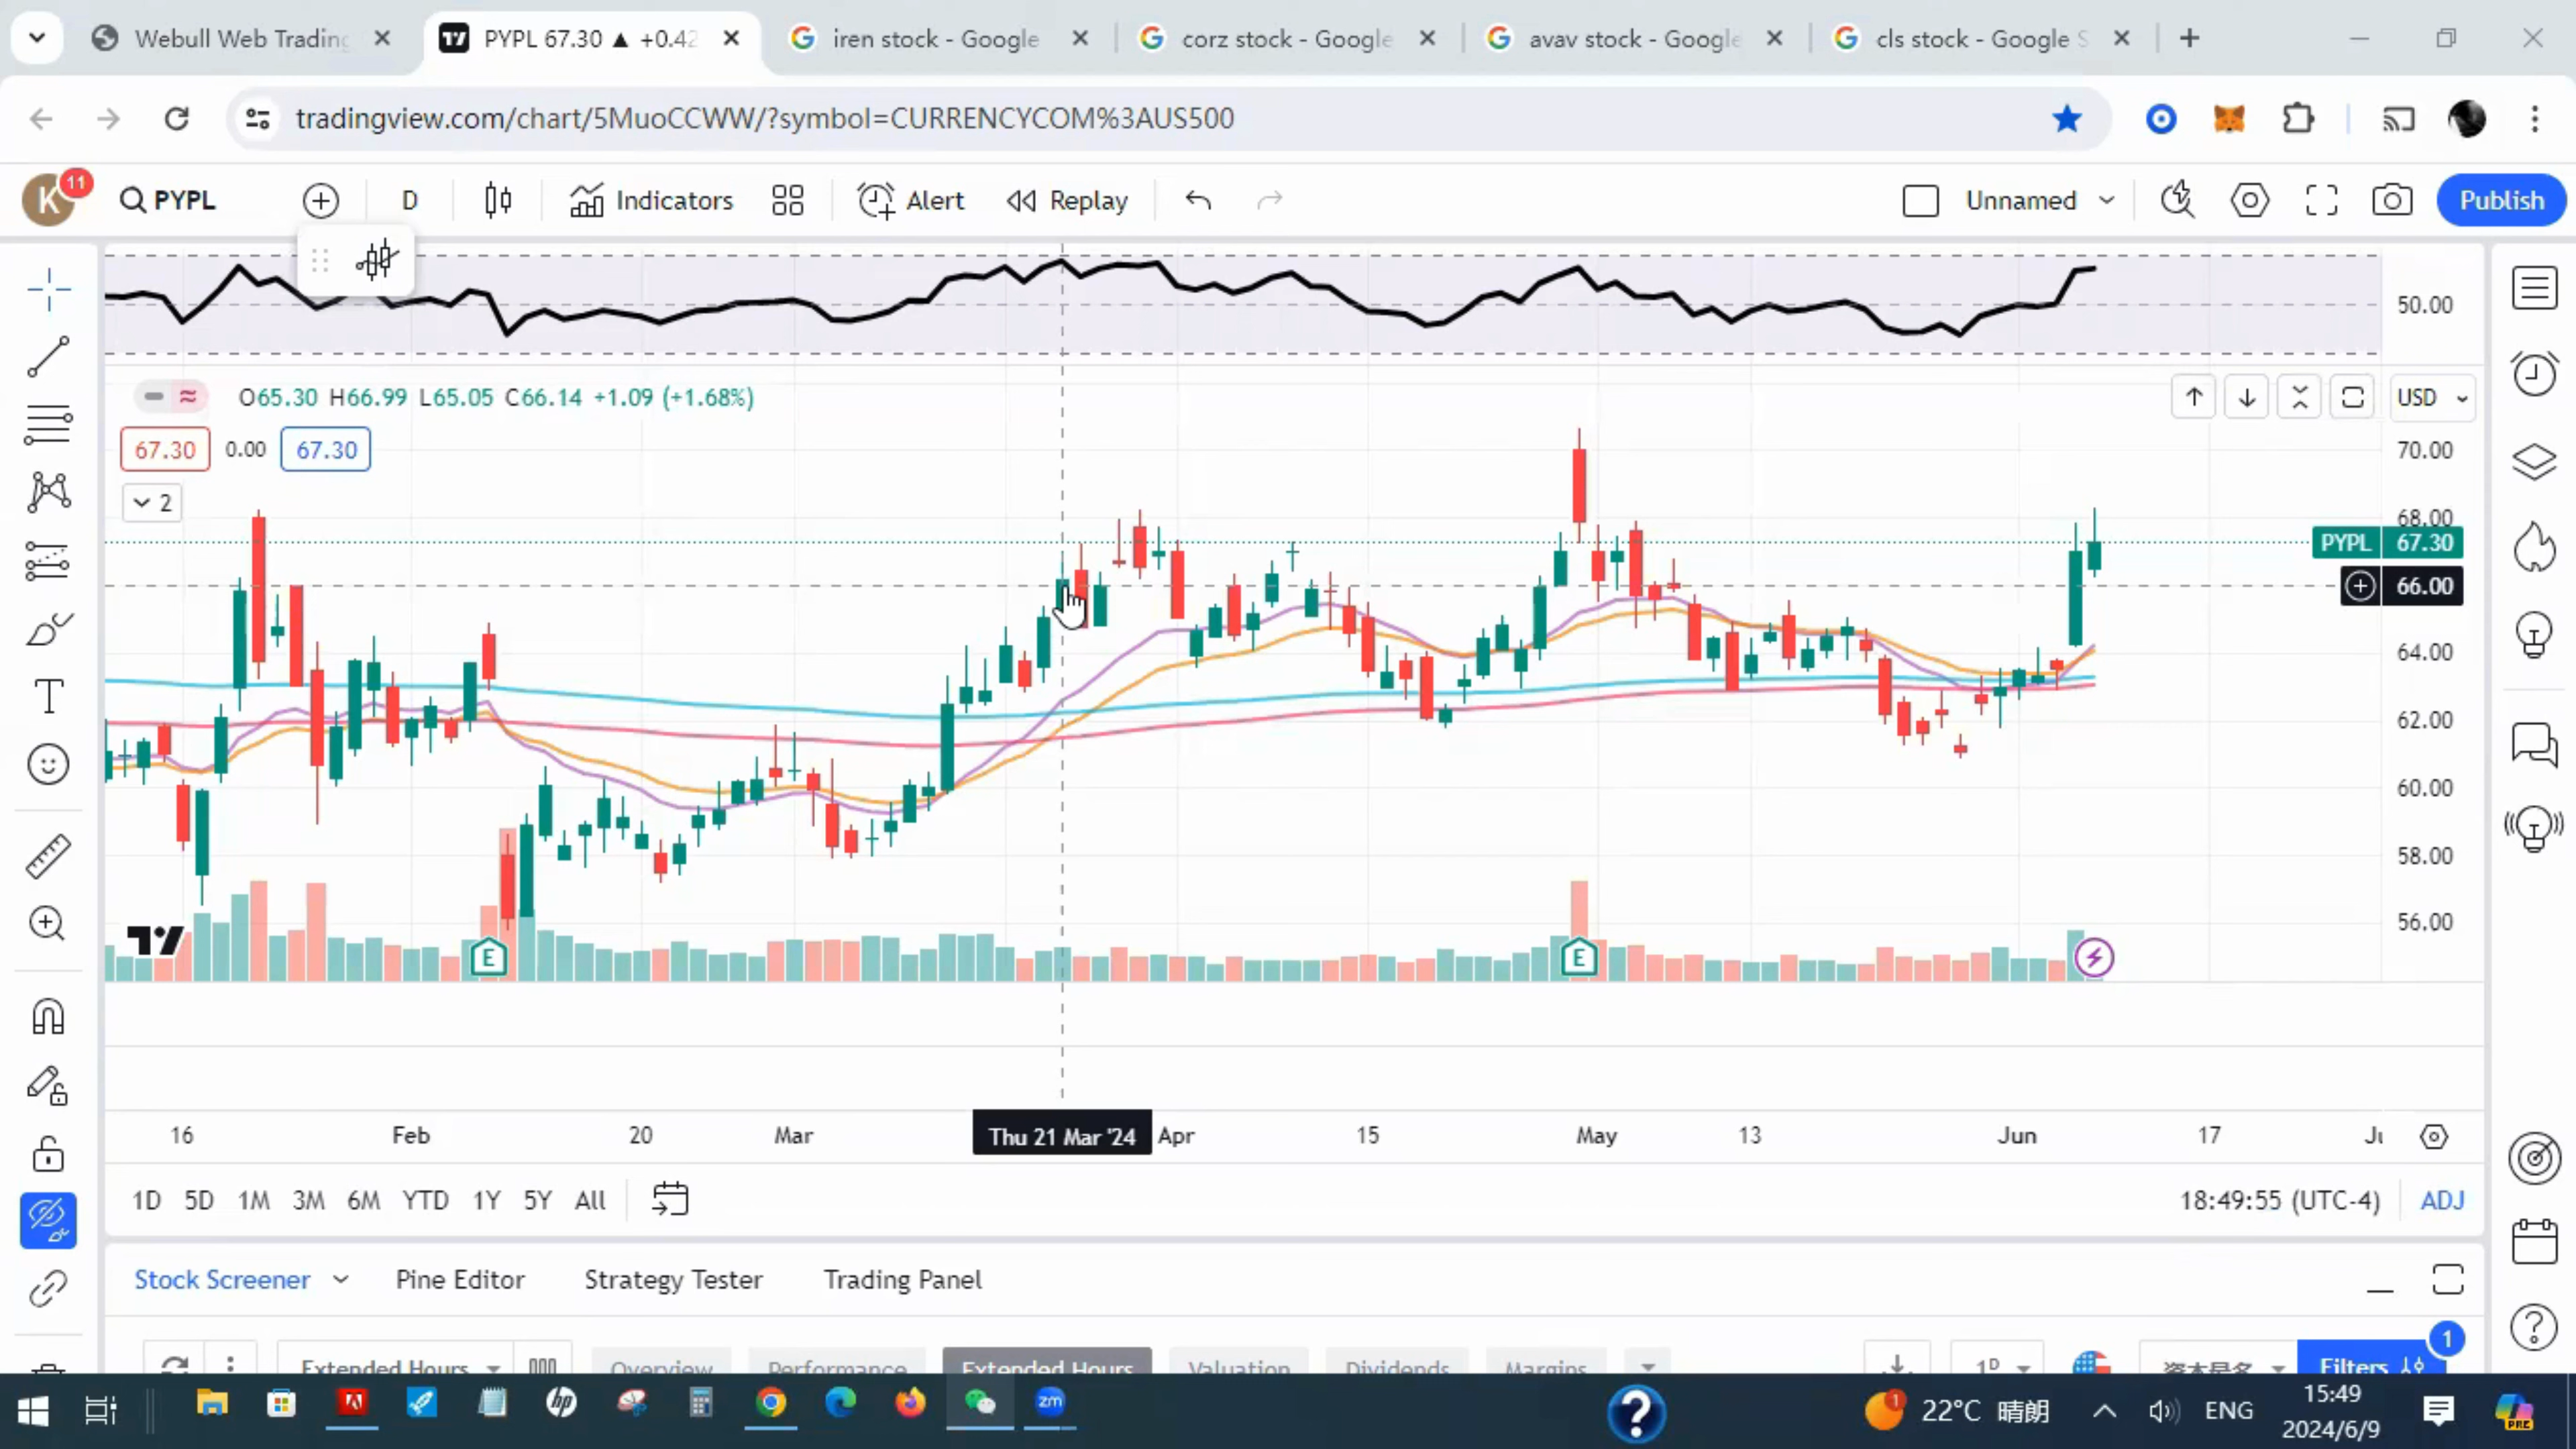 Webull Web Trading
PYPL 67.30 ▲ +0.42
iren stock - Google
corz stock - Google
avav stock - Google
cls stock - Google S
tradingview.com/chart/5MuoCCWW/?symbol=CURRENCYCOM%3AUS500
K
11
PYPL
D
Indicators
Alert
Replay
Unnamed
Publish
50.00
O65.30 H66.99 L65.05 C66.14 +1.09 (+1.68%)
USD
67.30
0.00
67.30
70.00
2
68.00
PYPL 67.30
66.00
64.00
62.00
60.00
58.00
56.00
E
E
16
Feb
20
Mar
Thu 21 Mar '24
Apr
15
May
13
Jun
17
1D 5D 1M 3M 6M YTD 1Y 5Y All
18:49:55 (UTC-4)
ADJ
Stock Screener
Pine Editor
Strategy Tester
Trading Panel
1
Extended Hours
Overview
Performance
Extended Hours
Valuation
Dividends
Margins
1D
Filters
hp
zm
?
1
22°C 晴朗
ENG
15:49
2024/6/9
PRE